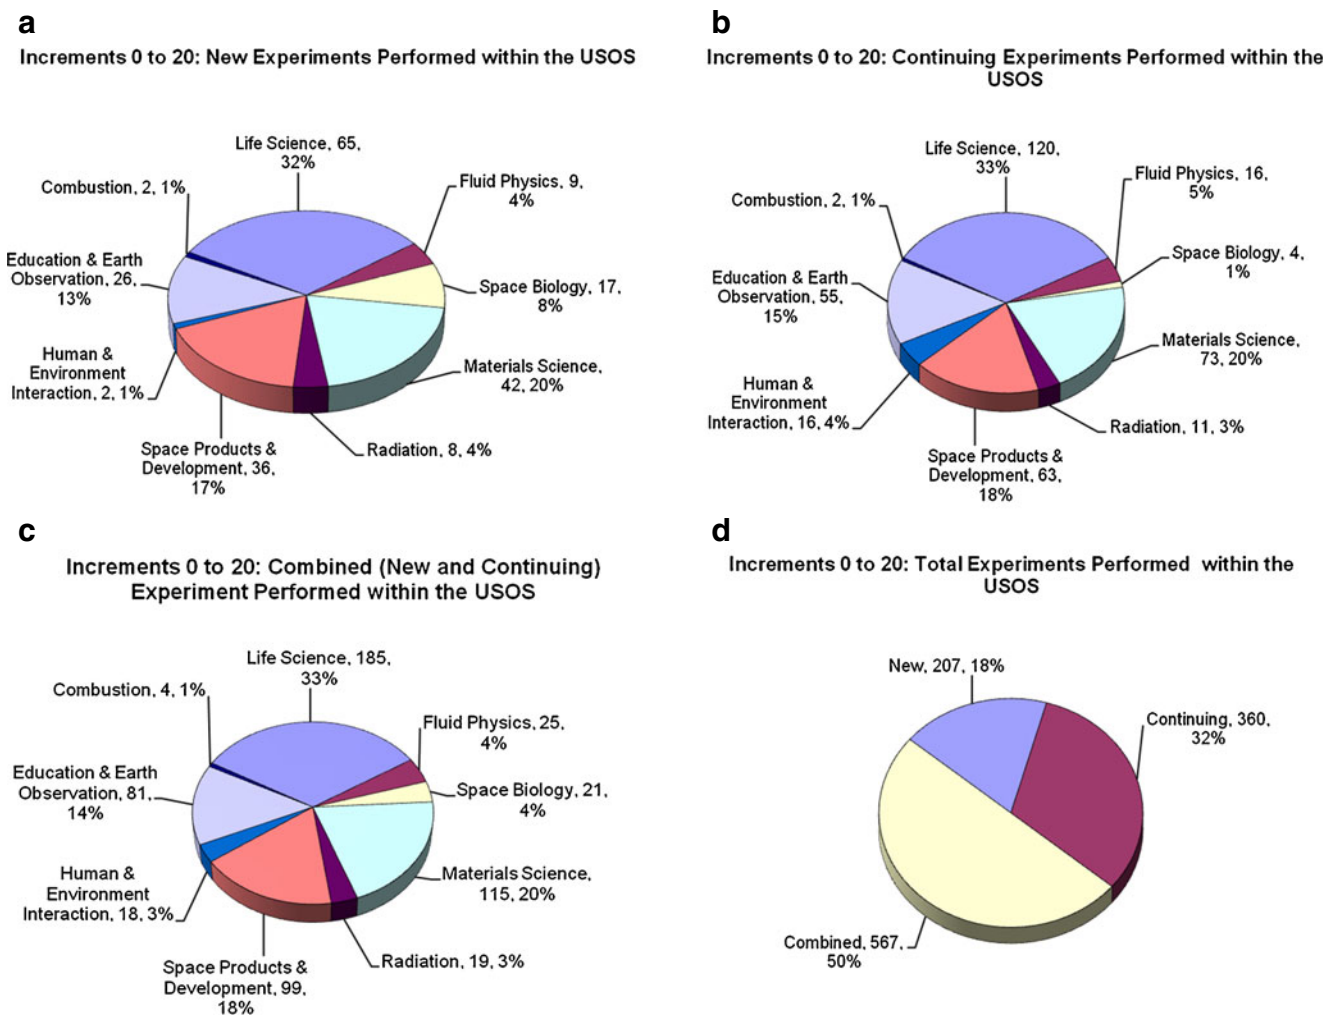 a
Increments 0 to 20: New Experiments Performed within the USOS
Life Science, 65,
32%
Fluid Physics, 9,
4%
Space Biology, 17,
8%
Materials Science,
42, 20%
Radiation, 8, 4%
Space Products &
Development, 36,
17%
Human &
Environment
Interaction, 2, 1%
Education & Earth
Observation, 26,
13%
Combustion, 2, 1%
b
Increments 0 to 20: Continuing Experiments Performed within the
USOS
Life Science, 120,
33%
Fluid Physics, 16,
5%
Space Biology, 4,
1%
Materials Science,
73, 20%
Radiation, 11, 3%
Space Products &
Development, 63,
18%
Human &
Environment
Interaction, 16, 4%
Education & Earth
Observation, 55,
15%
Combustion, 2, 1%
c
Increments 0 to 20: Combined (New and Continuing)
Experiment Performed within the USOS
Life Science, 185,
33%
Fluid Physics, 25,
4%
Space Biology, 21,
4%
Materials Science,
115, 20%
Radiation, 19, 3%
Space Products &
Development, 99,
18%
Human &
Environment
Interaction, 18, 3%
Education & Earth
Observation, 81,
14%
Combustion, 4, 1%
d
Increments 0 to 20: Total Experiments Performed within the
USOS
New, 207, 18%
Continuing, 360,
32%
Combined, 567,
50%